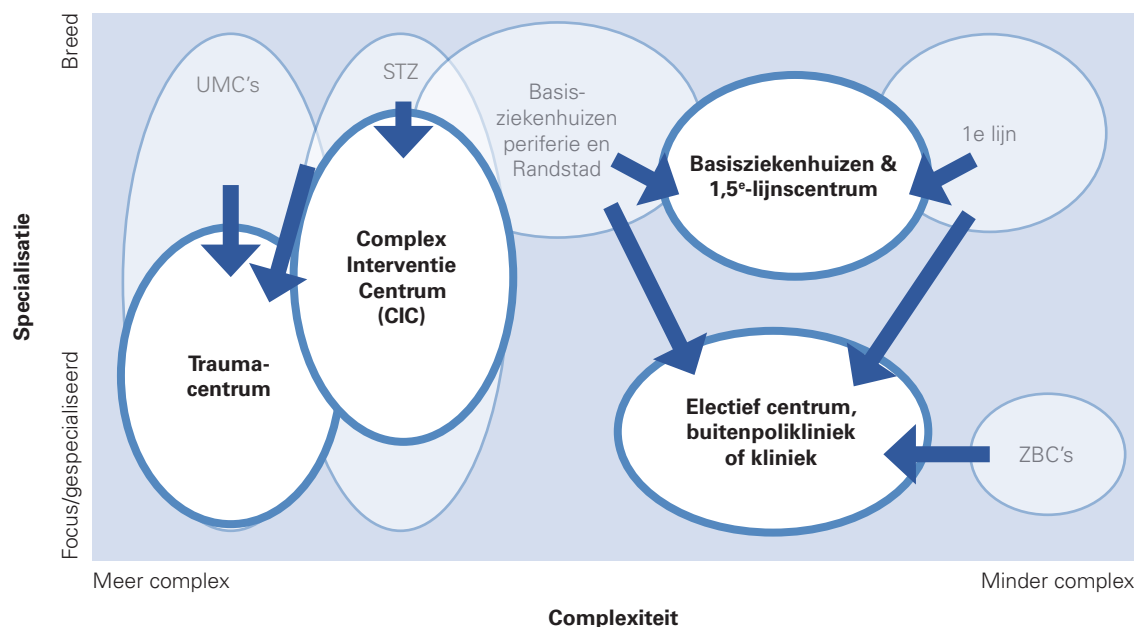 Breed
Specialisatie
Focus/gespecialiseerd
UMC's
STZ
Basis-
ziekenhuizen
periferie en
Randstad
1e lijn
Basisziekenhuizen &
1,5e-lijnscentrum
Complex
Interventie
Centrum
(CIC)
Trauma-
centrum
Electief centrum,
buitenpolikliniek
of kliniek
ZBC's
Meer complex
Minder complex
Complexiteit